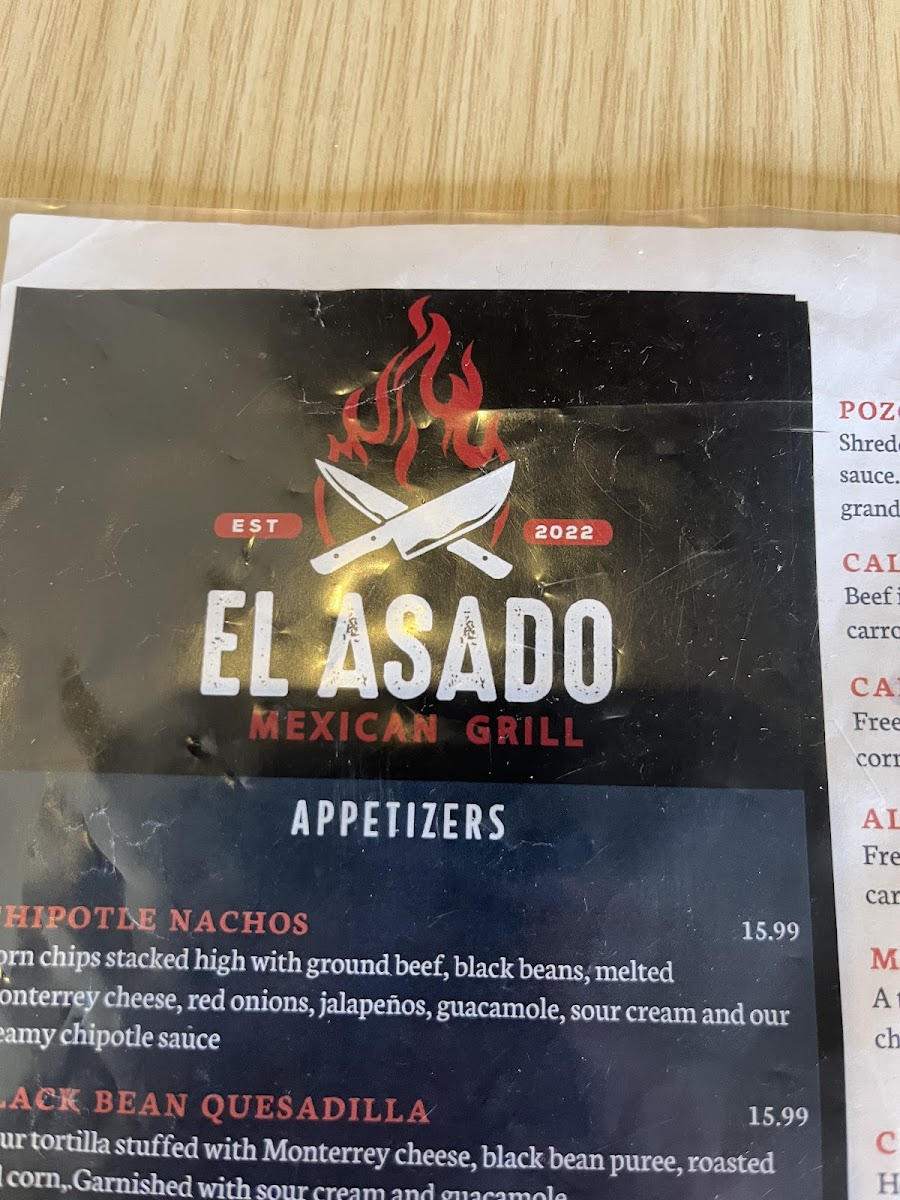 EST
2022
EL ASADO
MEXICAN GRILL
APPETIZERS
CHIPOTLE NACHOS 15.99
corn chips stacked high with ground beef, black beans, melted
onterrey cheese, red onions, jalapeños, guacamole, sour cream and our
eamy chipotle sauce
LACK BEAN QUESADILLA 15.99
ur tortilla stuffed with Monterrey cheese, black bean puree, roasted
d corn,.Garnished with sour cream and guacamole
POZO
Shred
sauce.
grand
CAL
Beef i
carro
CA
Free
corn
AL
Fre
car
M
A t
ch
C
H